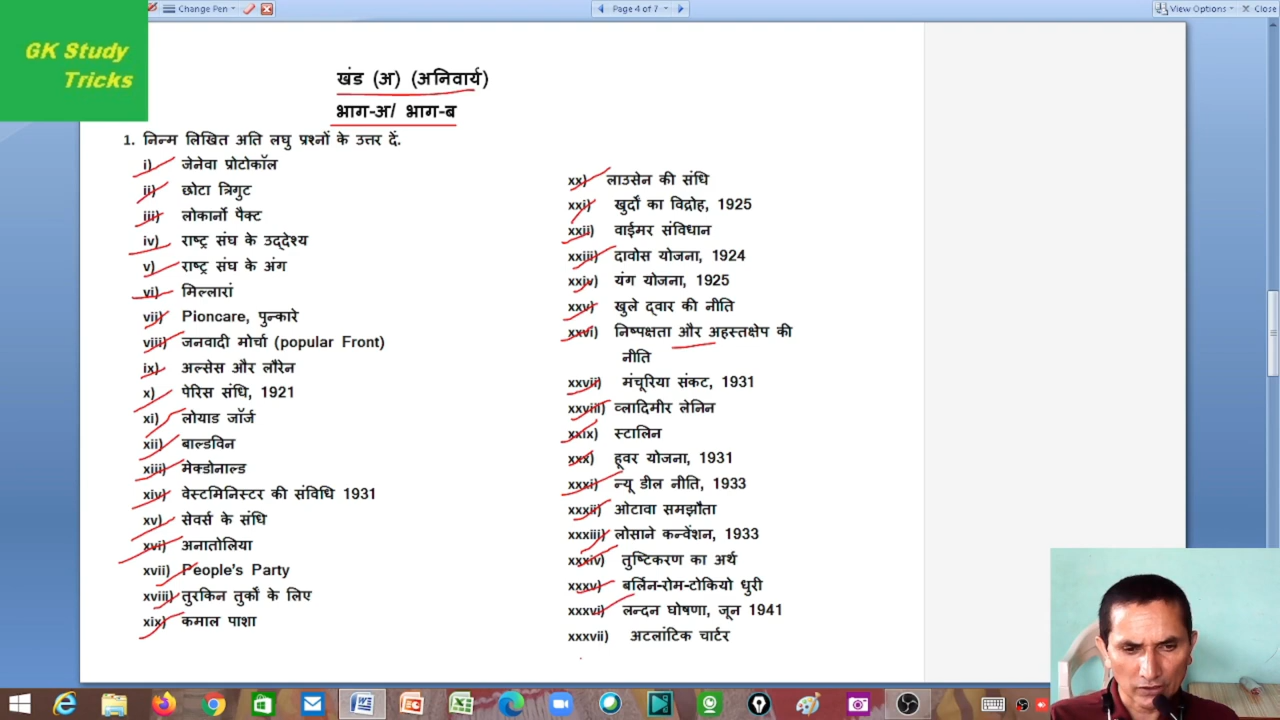 Change Pen
Page 4 of 7
View Options
Close
GK Study
Tricks
खंड (अ) (अनिवार्य)
भाग-अ/ भाग-ब
1. निन्म लिखित अति लघु प्रश्नों के उत्तर दें.
i) जेनेवा प्रोटोकॉल
ii) छोटा त्रिगुट
iii) लोकार्नो पैक्ट
iv) राष्ट्र संघ के उद्देश्य
v) राष्ट्र संघ के अंग
vi) मिल्लारां
vii) Pioncare, पुन्कारे
viii) जनवादी मोर्चा (popular Front)
ix) अल्सेस और लौरेन
x) पेरिस संधि, 1921
xi) लोयाड जॉर्ज
xii) बाल्डविन
xiii) मेक्डोनाल्ड
xiv) वेस्टमिनिस्टर की संविधि 1931
xv) सेवर्स के संधि
xvi) अनातोलिया
xvii) People's Party
xviii) तुरकिन तुर्कों के लिए
xix) कमाल पाशा
xx) लाउसेन की संधि
xxi) खुर्दों का विद्रोह, 1925
xxii) वाईमर संविधान
xxiii) दावोस योजना, 1924
xxiv) यंग योजना, 1925
xxv) खुले द्वार की नीति
xxvi) निष्पक्षता और अहस्तक्षेप की
नीति
xxvii) मंचूरिया संकट, 1931
xxviii) व्लादिमीर लेनिन
xxix) स्टालिन
xxx) हूवर योजना, 1931
xxxi) न्यू डील नीति, 1933
xxxii) ओटावा समझौता
xxxiii) लोसाने कन्वेंशन, 1933
xxxiv) तुष्टिकरण का अर्थ
xxxv) बर्लिन-रोम-टोकियो धुरी
xxxvi) लन्दन घोषणा, जून 1941
xxxvii) अटलांटिक चार्टर